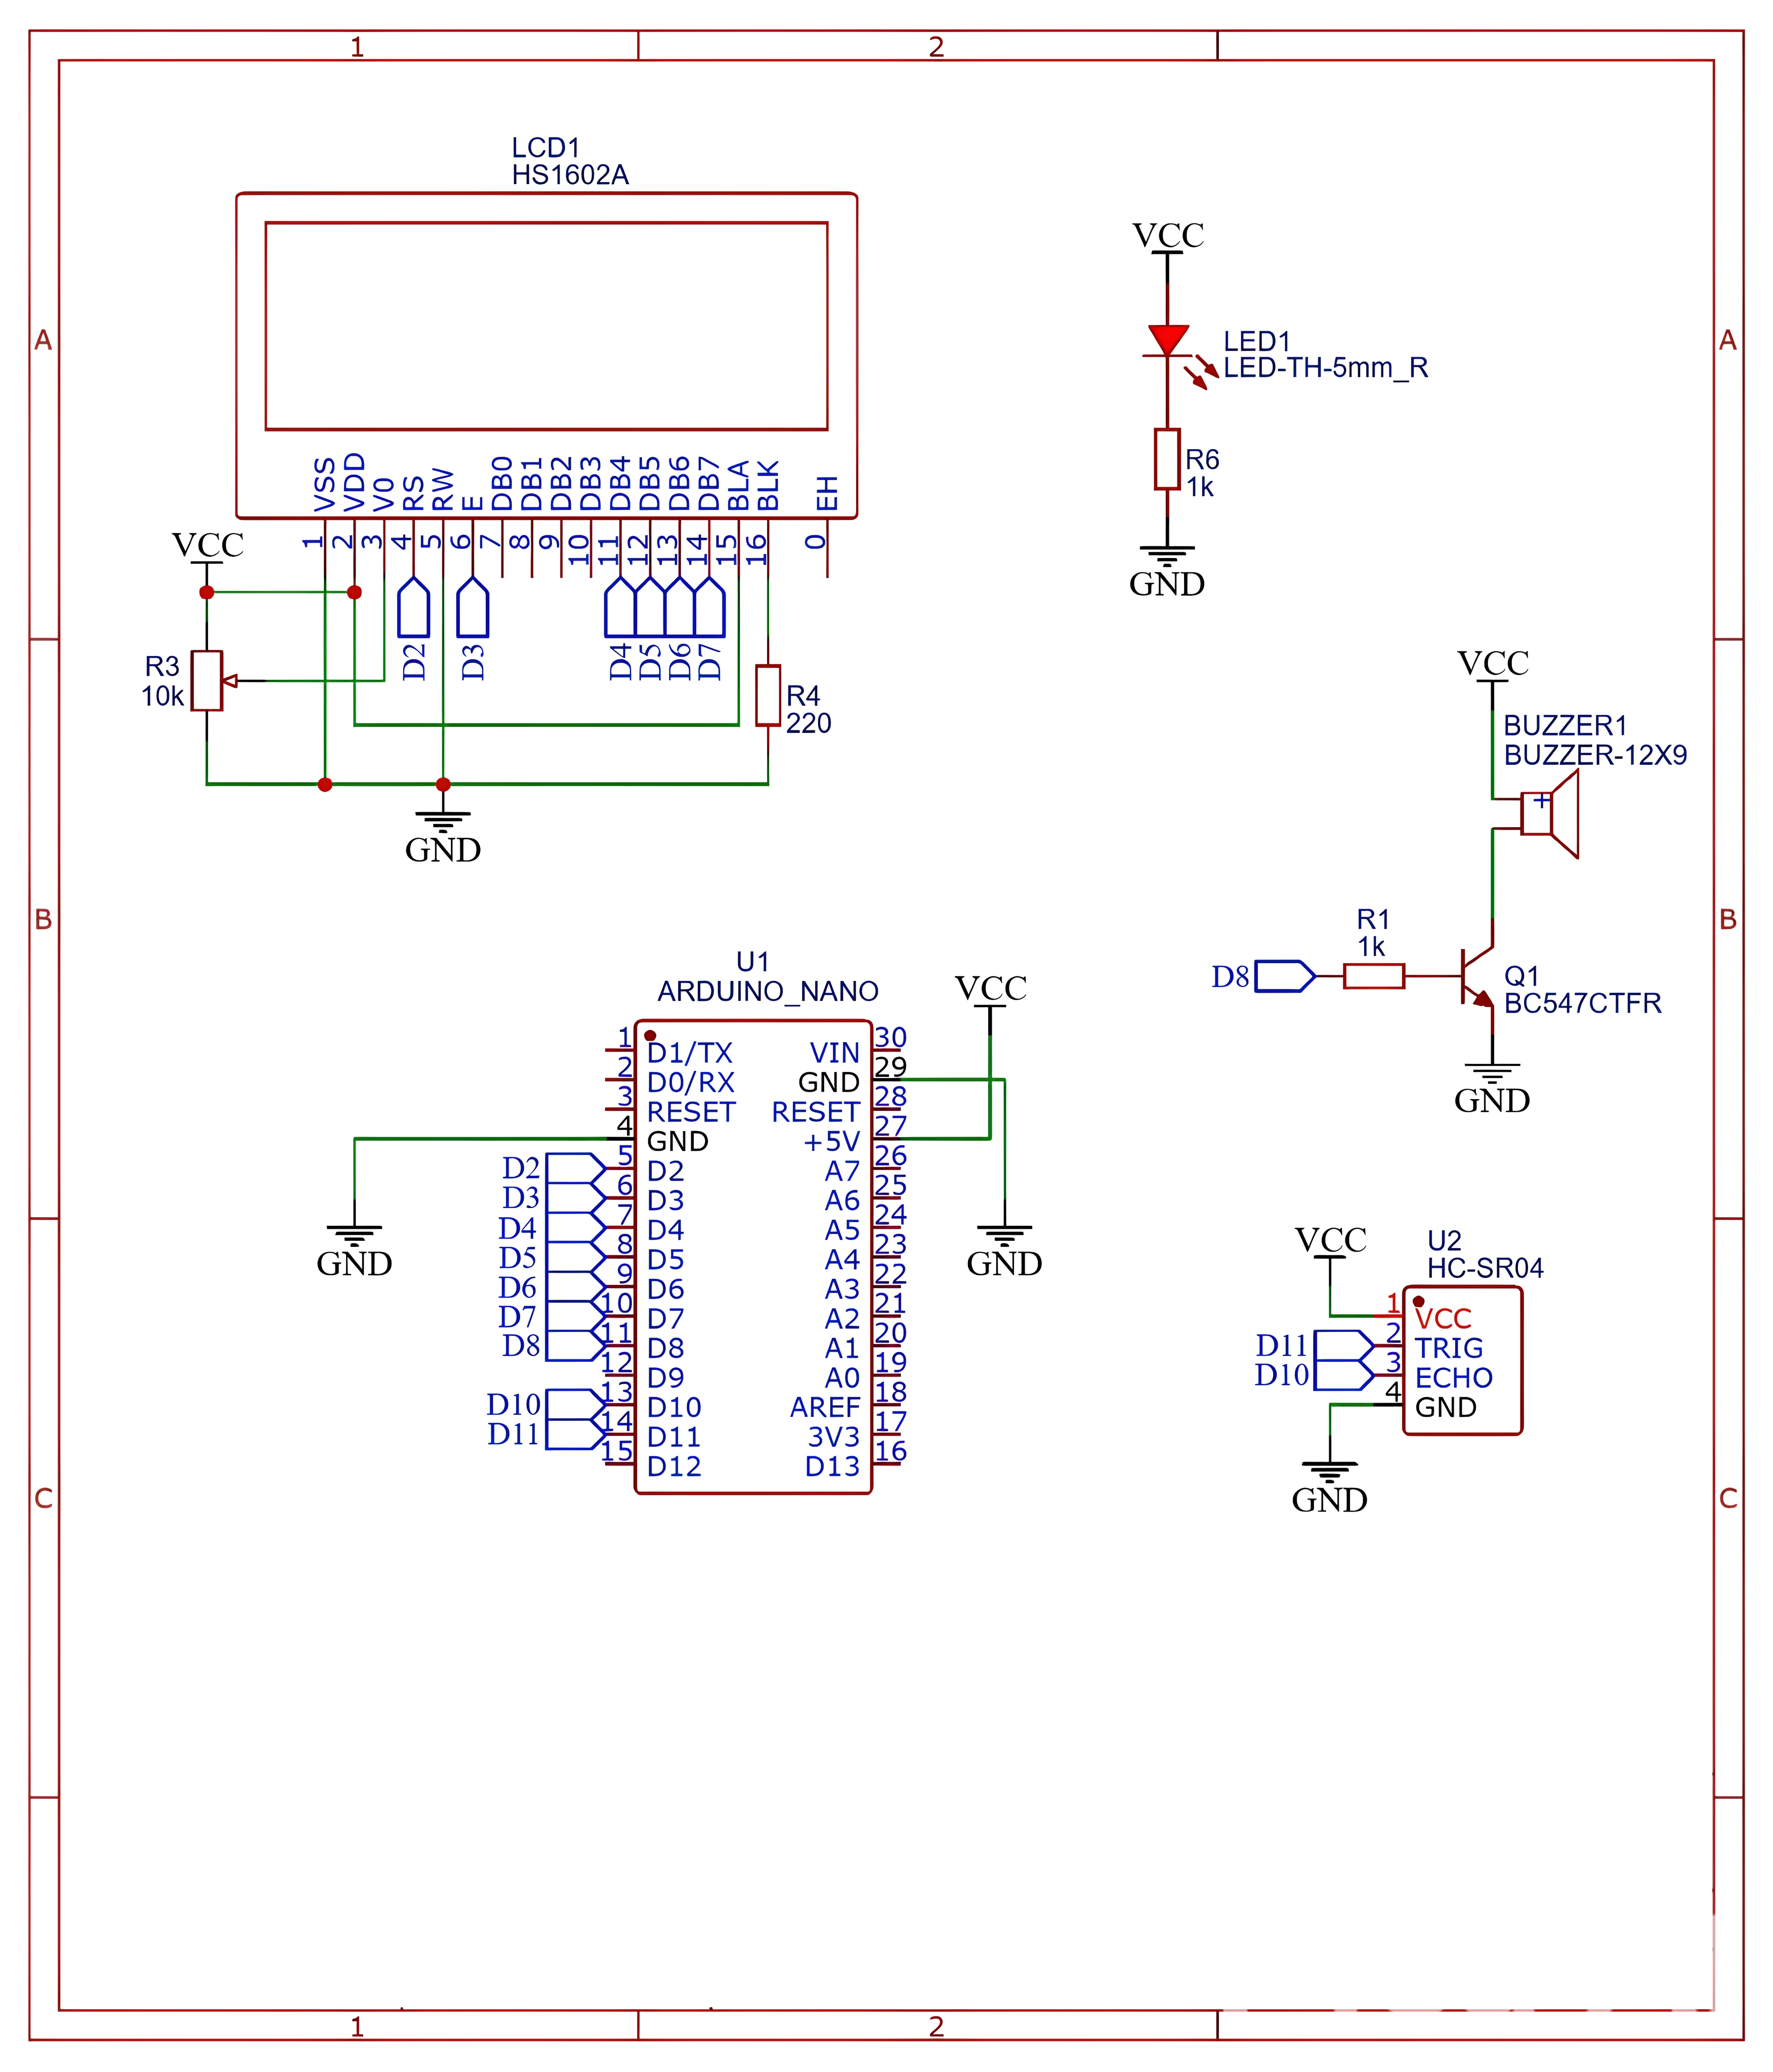 1
2
LCD1
HS1602A
VSS
VDD
V0
RS
RW
E
DB0
DB1
DB2
DB3
DB4
DB5
DB6
DB7
BLA
BLK
EH
1
2
3
4
5
6
7
8
9
10
11
12
13
14
15
16
0
VCC
R3
10k
D2
D3
D4
D5
D6
D7
R4
220
GND
VCC
LED1
LED-TH-5mm_R
R6
1k
GND
A
A
VCC
BUZZER1
BUZZER-12X9
+
R1
1k
D8
Q1
BC547CTFR
GND
B
B
U1
ARDUINO_NANO
VCC
1 D1/TX VIN 30
2 D0/RX GND 29
3 RESET RESET 28
4 GND +5V 27
D2 5 D2 A7 26
D3 6 D3 A6 25
D4 7 D4 A5 24
D5 8 D5 A4 23
D6 9 D6 A3 22
D7 10 D7 A2 21
D8 11 D8 A1 20
12 D9 A0 19
D10 13 D10 AREF 18
D11 14 D11 3V3 17
15 D12 D13 16
GND
GND
VCC
U2
HC-SR04
1 VCC
D11 2 TRIG
D10 3 ECHO
4 GND
GND
C
C
1
2